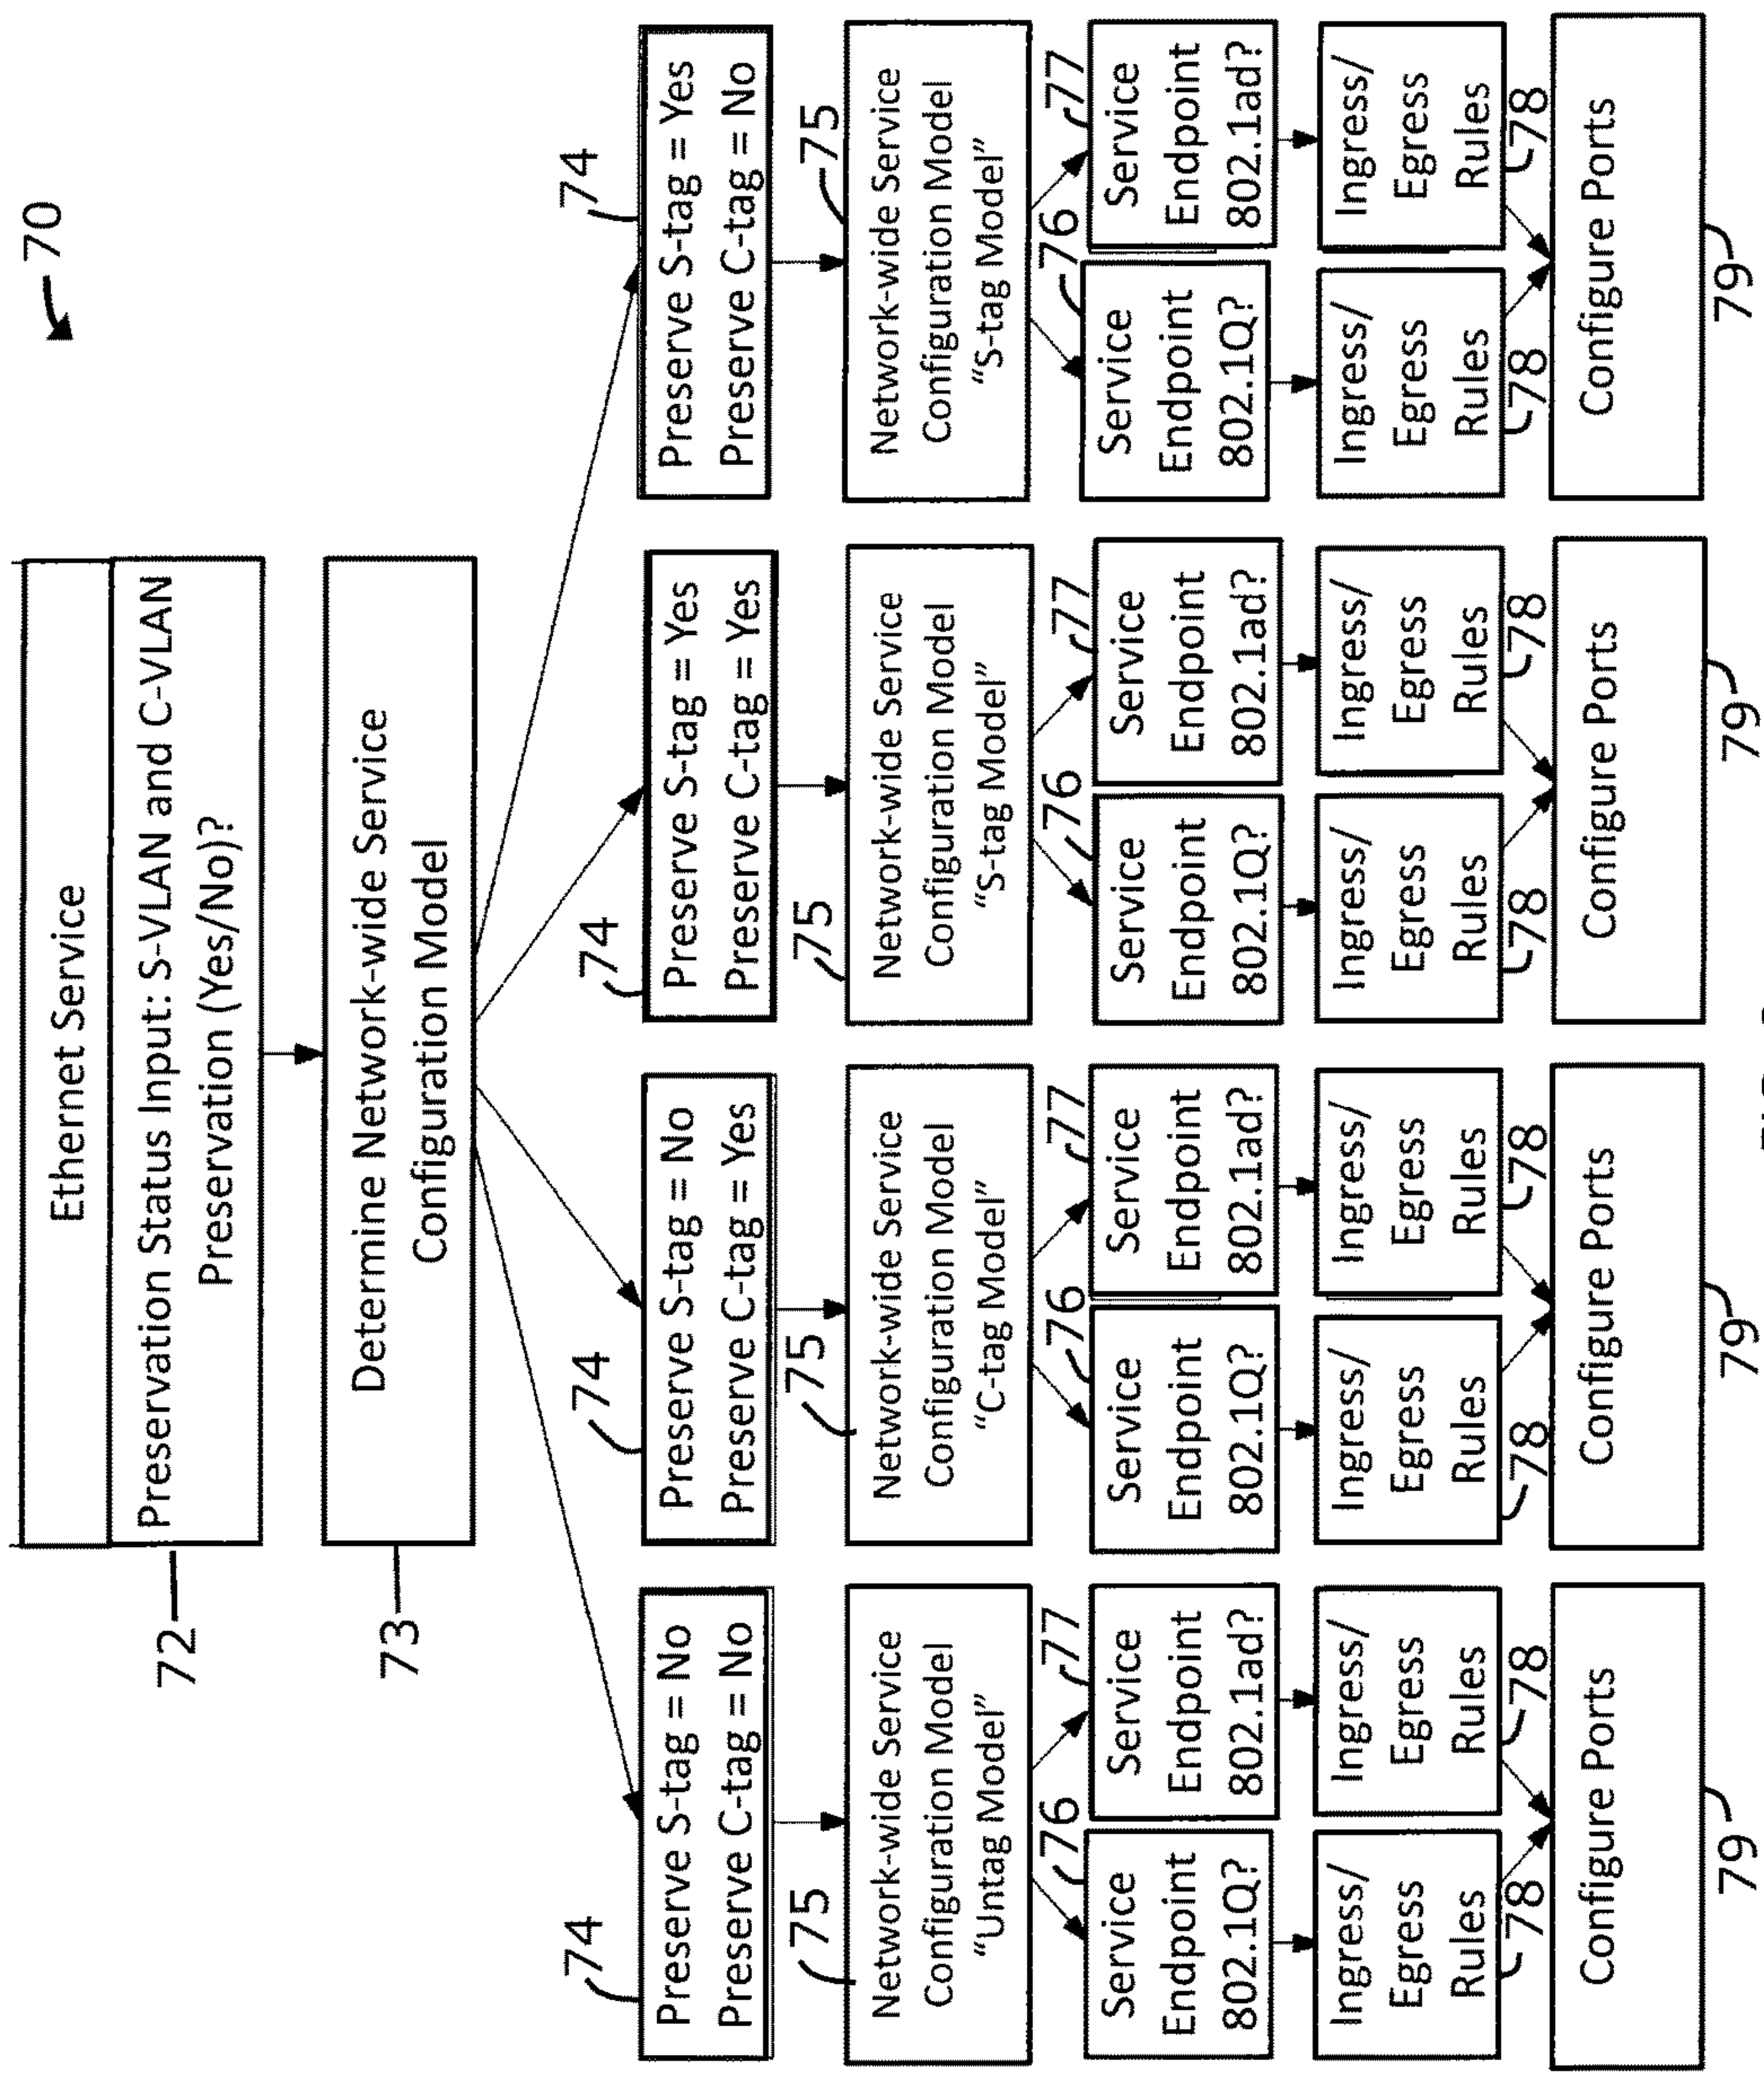 70
Ethernet Service
72
Preservation Status Input: S-VLAN and C-VLAN
Preservation (Yes/No)?
73
Determine Network-wide Service
Configuration Model
74
Preserve S-tag = No
Preserve C-tag = No
74
Preserve S-tag = No
Preserve C-tag = Yes
74
Preserve S-tag = Yes
Preserve C-tag = Yes
74
Preserve S-tag = Yes
Preserve C-tag = No
75
Network-wide Service
Configuration Model
“Untag Model”
75
Network-wide Service
Configuration Model
“C-tag Model”
75
Network-wide Service
Configuration Model
“S-tag Model”
75
Network-wide Service
Configuration Model
“S-tag Model”
76
Service
Endpoint
802.1Q?
77
Service
Endpoint
802.1ad?
76
Service
Endpoint
802.1Q?
77
Service
Endpoint
802.1ad?
76
Service
Endpoint
802.1Q?
77
Service
Endpoint
802.1ad?
76
Service
Endpoint
802.1Q?
77
Service
Endpoint
802.1ad?
Ingress/
Egress
Rules
78
Ingress/
Egress
Rules
78
Ingress/
Egress
Rules
78
Ingress/
Egress
Rules
78
Ingress/
Egress
Rules
78
Ingress/
Egress
Rules
78
Ingress/
Egress
Rules
78
Ingress/
Egress
Rules
78
Configure Ports
79
Configure Ports
79
Configure Ports
79
Configure Ports
79